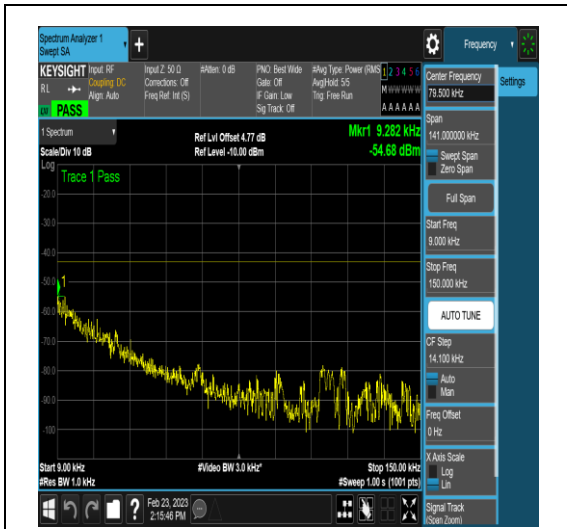 Spectrum Analyzer 1
Swept SA
Frequency
KEYSIGHT
RL
Input: RF
Coupling: DC
Align: Auto
Input Z: 50 Ω
Corrections: Off
Freq Ref: Int (S)
#Atten: 0 dB
PNO: Best Wide
Gate: Off
IF Gain: Low
Sig Track: Off
#Avg Type: Power (RMS
Avg|Hold: 5/5
Trig: Free Run
1 2 3 4 5 6
M W W W W W
A A A A A A
PASS
1 Spectrum
Scale/Div 10 dB
Ref Lvl Offset 4.77 dB
Ref Level -10.00 dBm
Mkr1 9.282 kHz
-54.68 dBm
Log
Trace 1 Pass
-20.0
-30.0
-40.0
-50.0
-60.0
-70.0
-80.0
-90.0
-100
1
Start 9.00 kHz
#Res BW 1.0 kHz
#Video BW 3.0 kHz*
Stop 150.00 kHz
#Sweep 1.00 s (1001 pts)
Center Frequency
79.500 kHz
Settings
Span
141.000000 kHz
Swept Span
Zero Span
Full Span
Start Freq
9.000 kHz
Stop Freq
150.000 kHz
AUTO TUNE
CF Step
14.100 kHz
Auto
Man
Freq Offset
0 Hz
X Axis Scale
Log
Lin
Signal Track
(Span Zoom)
Feb 23, 2023
2:15:46 PM